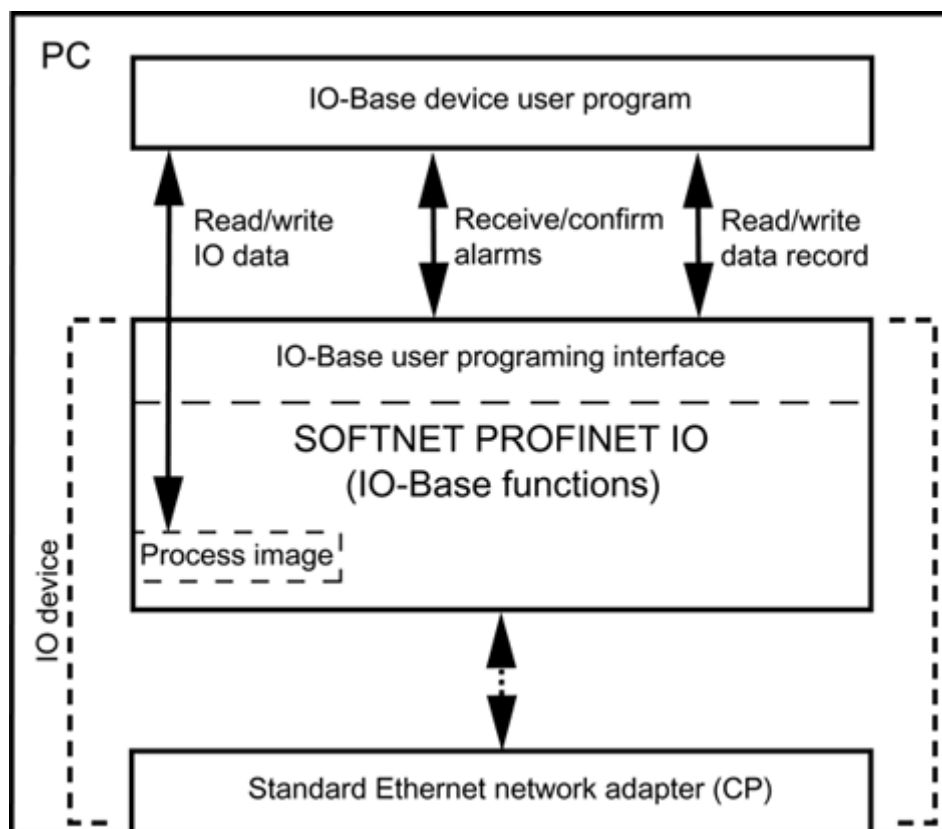 PC
IO-Base device user program
Read/write
IO data
Receive/confirm
alarms
Read/write
data record
IO-Base user programing interface
SOFTNET PROFINET IO
(IO-Base functions)
Process image
IO device
Standard Ethernet network adapter (CP)